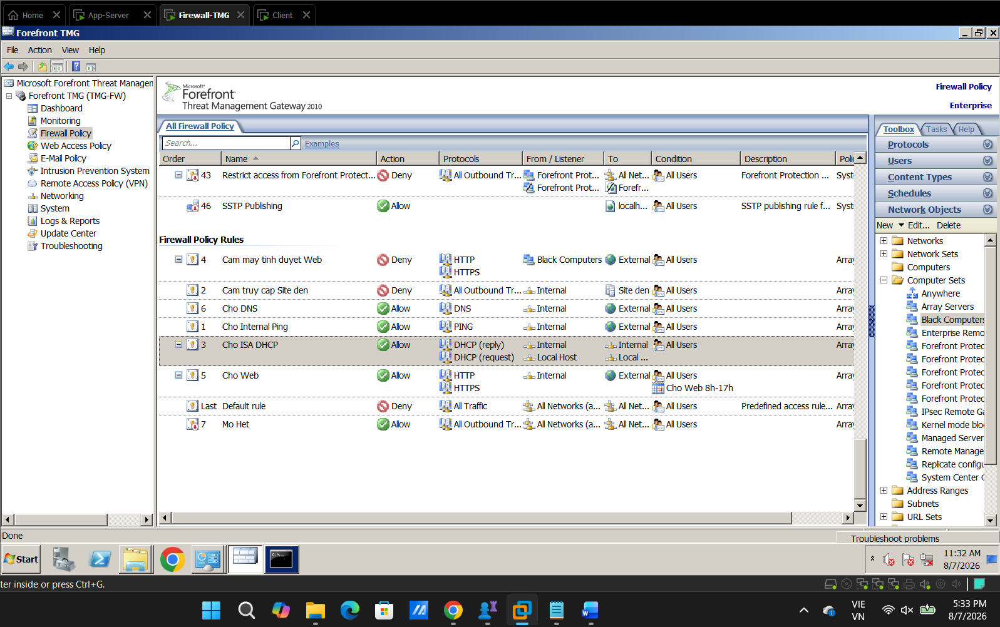 Home
App-Server
Firewall-TMG
Client
Forefront TMG
File Action View Help
Microsoft Forefront Threat Managen
Forefront TMG (TMG-FW)
Dashboard
Monitoring
Firewall Policy
Web Access Policy
E-Mail Policy
Intrusion Prevention System
Remote Access Policy (VPN)
Networking
System
Logs & Reports
Update Center
Troubleshooting
Microsoft®
Forefront™
Threat Management Gateway 2010
Firewall Policy
Enterprise
All Firewall Policy
Search...
Examples
Order Name Action Protocols From / Listener To Condition Description Polic
43 Restrict access from Forefront Protect... Deny All Outbound Tr... Forefront Prot... All Net... All Users Forefront Protection ... Syst
Forefront Prot... Forefr...
46 SSTP Publishing Allow localh... All Users SSTP publishing rule f... Syst
Firewall Policy Rules
4 Cam may tinh duyet Web Deny HTTP Black Computers External All Users Array
HTTPS
2 Cam truy cap Site den Deny All Outbound Tr... Internal Site den All Users Array
6 Cho DNS Allow DNS Internal External All Users Array
1 Cho Internal Ping Allow PING Internal External All Users Array
3 Cho ISA DHCP Allow DHCP (reply) Internal Internal All Users Array
DHCP (request) Local Host Local ...
5 Cho Web Allow HTTP Internal External All Users Array
HTTPS Cho Web 8h-17h
Last Default rule Deny All Traffic All Networks (a... All Net... All Users Predefined access rule... Array
7 Mo Het Allow All Outbound Tr... All Networks (a... All Net... All Users Array
Toolbox Tasks Help
Protocols
Users
Content Types
Schedules
Network Objects
New Edit... Delete
Networks
Network Sets
Computers
Computer Sets
Anywhere
Array Servers
Black Computers
Enterprise Remo
Forefront Protec
Forefront Protec
Forefront Protec
Forefront Protec
Forefront Protec
IPsec Remote Ga
Kernel mode bloc
Managed Server
Remote Manage
Replicate configu
System Center C
Address Ranges
Subnets
URL Sets
Done
Troubleshoot problems
Start
11:32 AM
8/7/2026
ter inside or press Ctrl+G.
VIE
VN
5:33 PM
8/7/2026